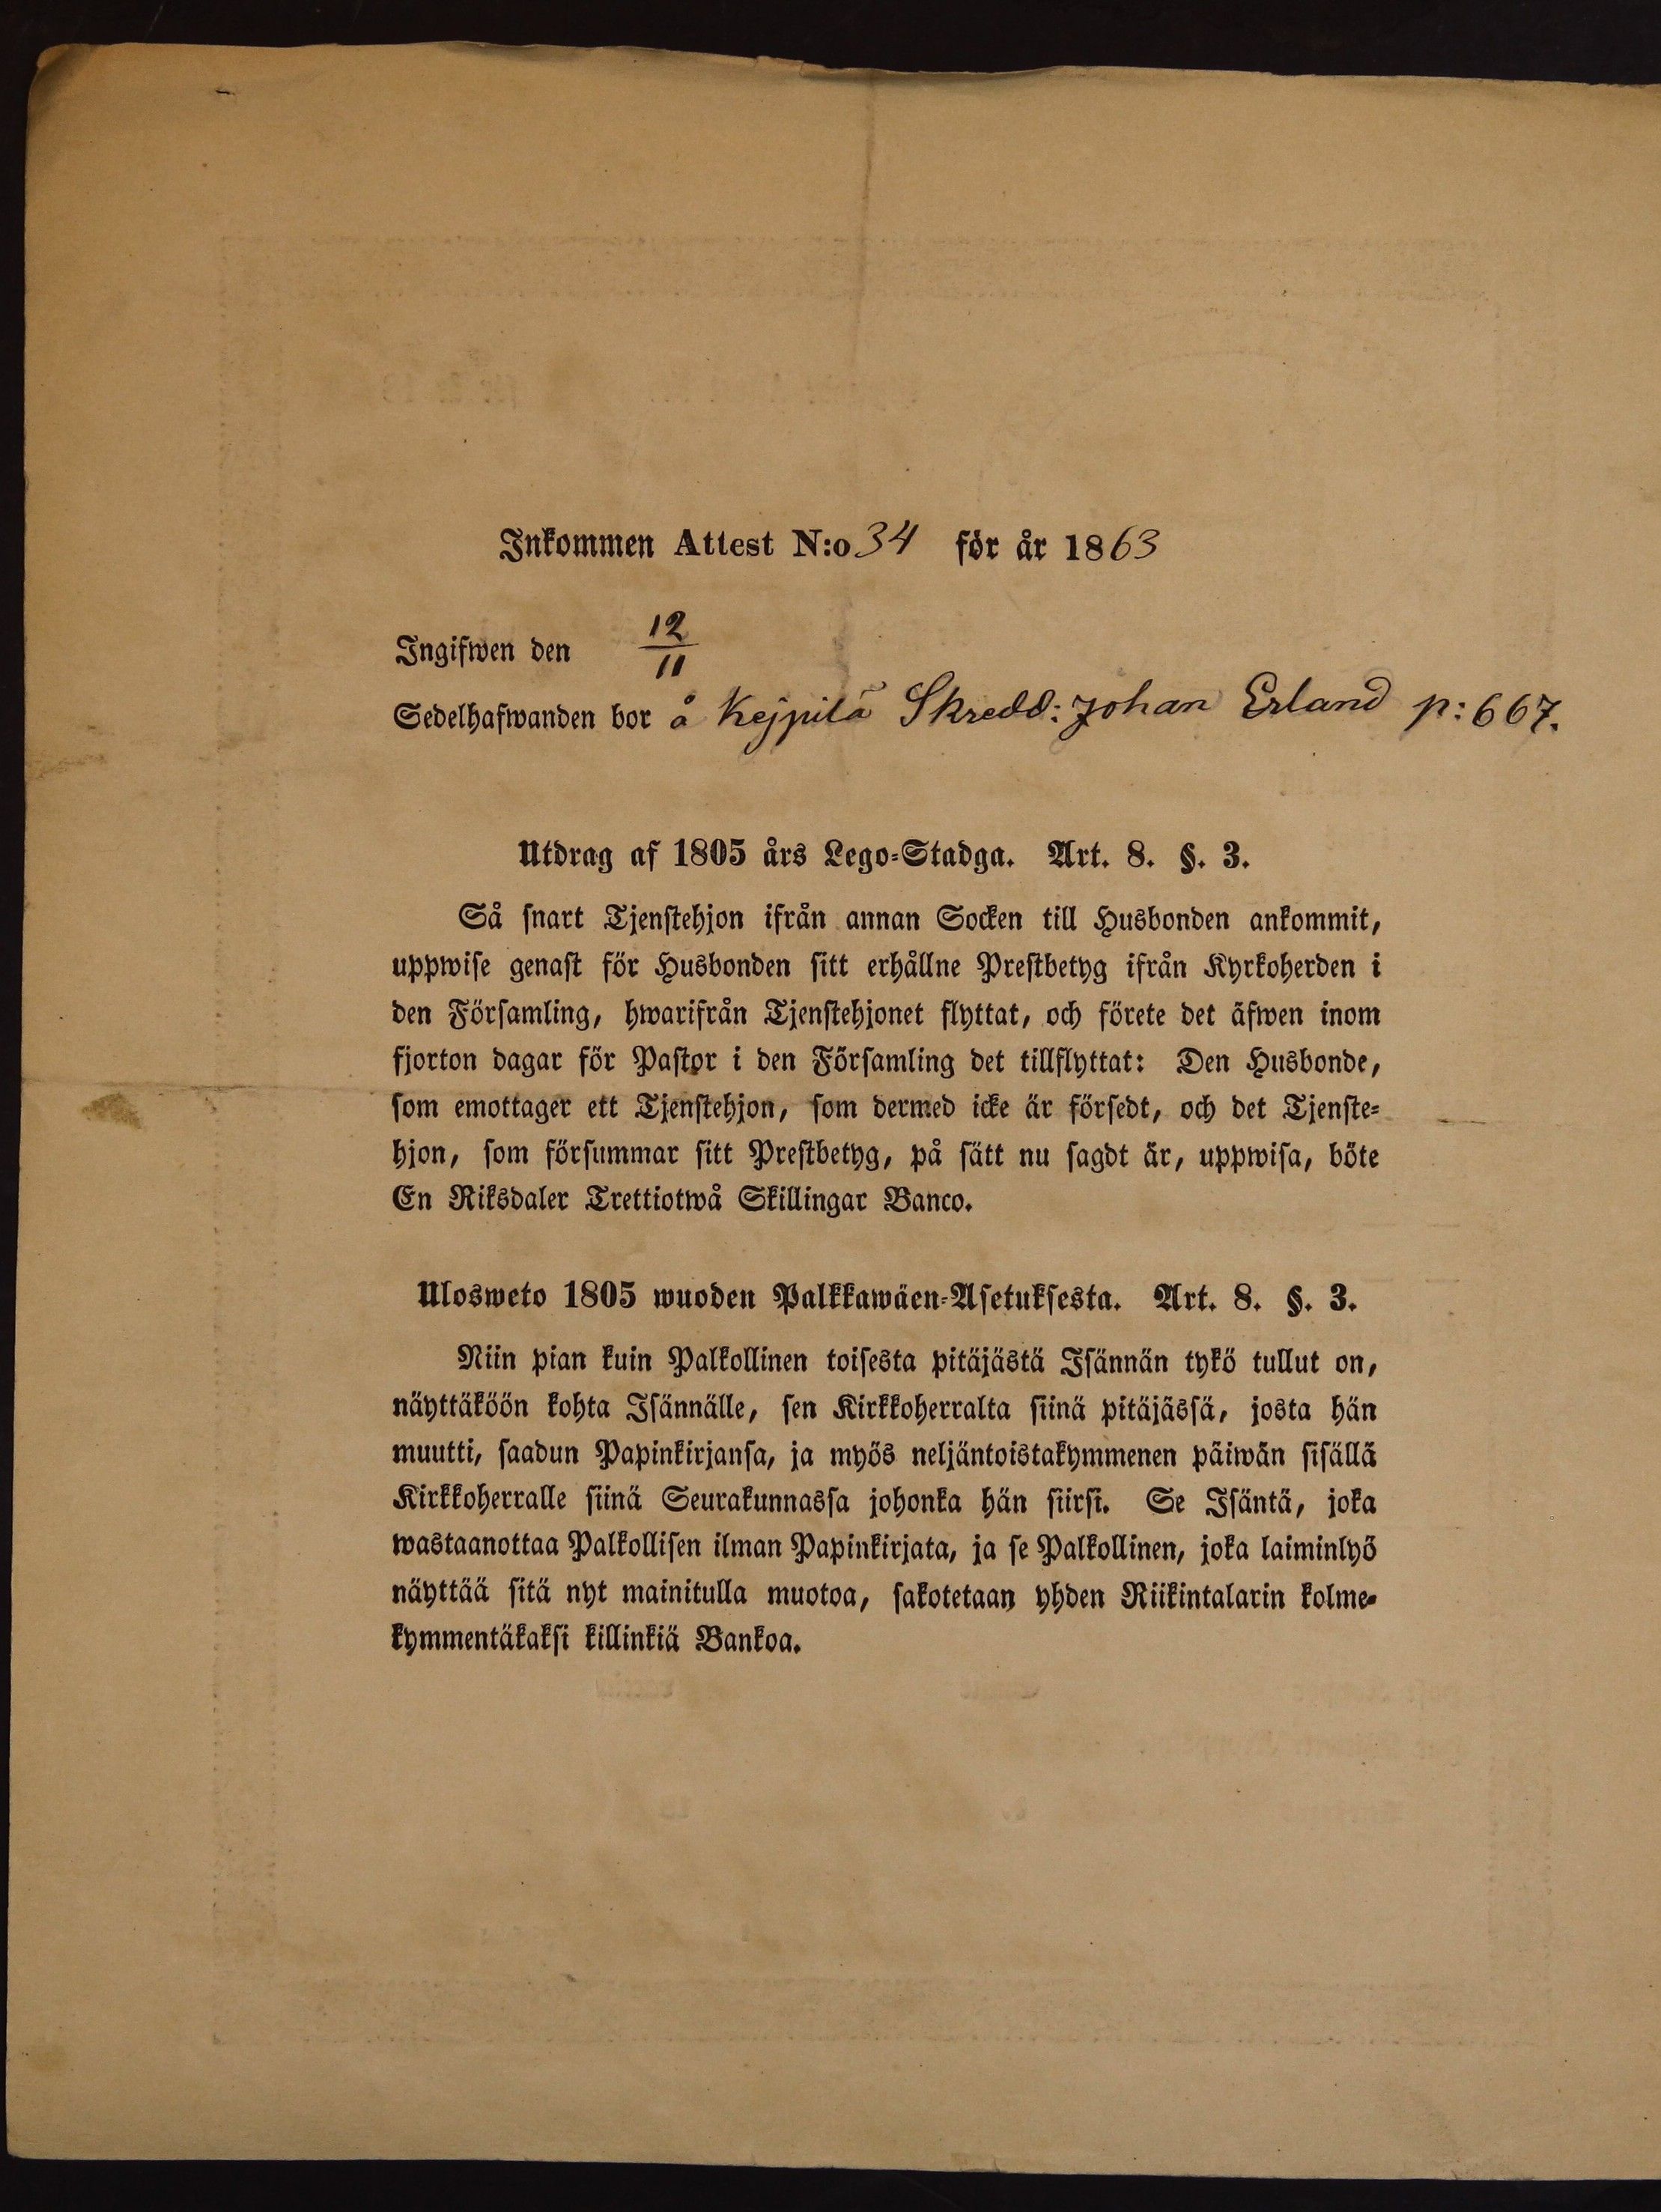 Inkommen Attest N:o 34 för år 1863
Ingifwen den 12/11
Sedelhafwanden bor å Kejpilä Skredd: Johan Erland p: 667.
Utdrag af 1805 års Lego-Stadga. Art. 8. §. 3.
Så snart Tjenstehjon ifrån annan Socken till Husbonden ankommit,
uppwise genast för Husbonden sitt erhållne Prestbetyg ifrån Kyrkoherden i
den Församling, hwarifrån Tjenstehjonet flyttat, och förete det äfwen inom
fjorton dagar för Pastor i den Församling det tillflyttat: Den Husbonde,
som emottager ett Tjenstehjon, som dermed icke är försedt, och det Tjenste-
hjon, som försummar sitt Prestbetyg, på sätt nu sagdt är, uppwisa, böte
En Riksdaler Trettiotwå Skillingar Banco.
Ulosweto 1805 wuoden Palkkawäen-Asetuksesta. Art. 8. §. 3.
Niin pian kuin Palkollinen toisesta pitäjästä Isännän tykö tullut on,
näyttäköön kohta Isännälle, sen Kirkkoherralta siinä pitäjässä, josta hän
muutti, saadun Papinkirjansa, ja myös neljäntoistakymmenen päiwän sisällä
Kirkkoherralle siinä Seurakunnassa johonka hän siirsi. Se Isäntä, joka
wastaanottaa Palkollisen ilman Papinkirjata, ja se Palkollinen, joka laiminlyö
näyttää sitä nyt mainitulla muotoa, sakotetaan yhden Riikintalarin kolme-
kymmentäkaksi killinkiä Bankoa.